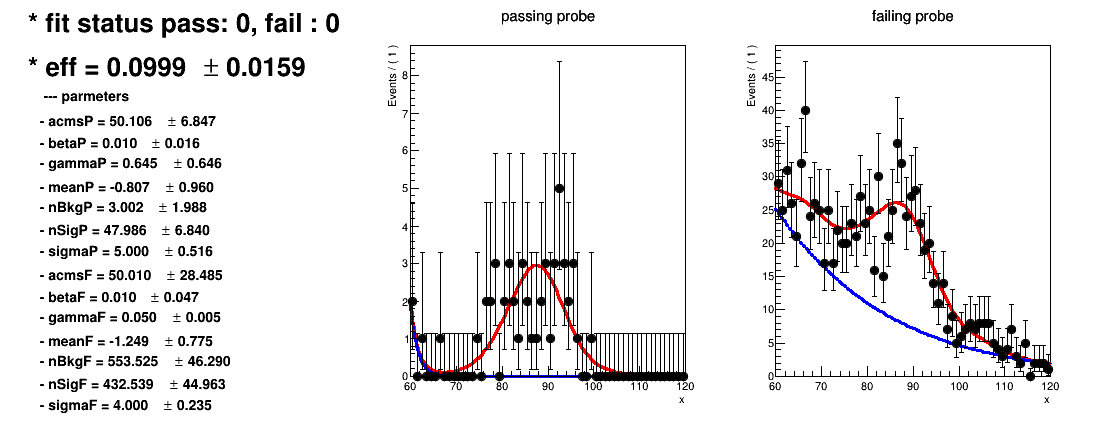 * fit status pass: 0, fail : 0
* eff = 0.0999 ± 0.0159
--- parmeters
- acmsP = 50.106 ± 6.847
- betaP = 0.010 ± 0.016
- gammaP = 0.645 ± 0.646
- meanP = -0.807 ± 0.960
- nBkgP = 3.002 ± 1.988
- nSigP = 47.986 ± 6.840
- sigmaP = 5.000 ± 0.516
- acmsF = 50.010 ± 28.485
- betaF = 0.010 ± 0.047
- gammaF = 0.050 ± 0.005
- meanF = -1.249 ± 0.775
- nBkgF = 553.525 ± 46.290
- nSigF = 432.539 ± 44.963
- sigmaF = 4.000 ± 0.235
passing probe
Events / ( 1 )
8
7
6
5
4
3
2
1
0
60 70 80 90 100 110 120
x
failing probe
Events / ( 1 )
45
40
35
30
25
20
15
10
5
0
60 70 80 90 100 110 120
x